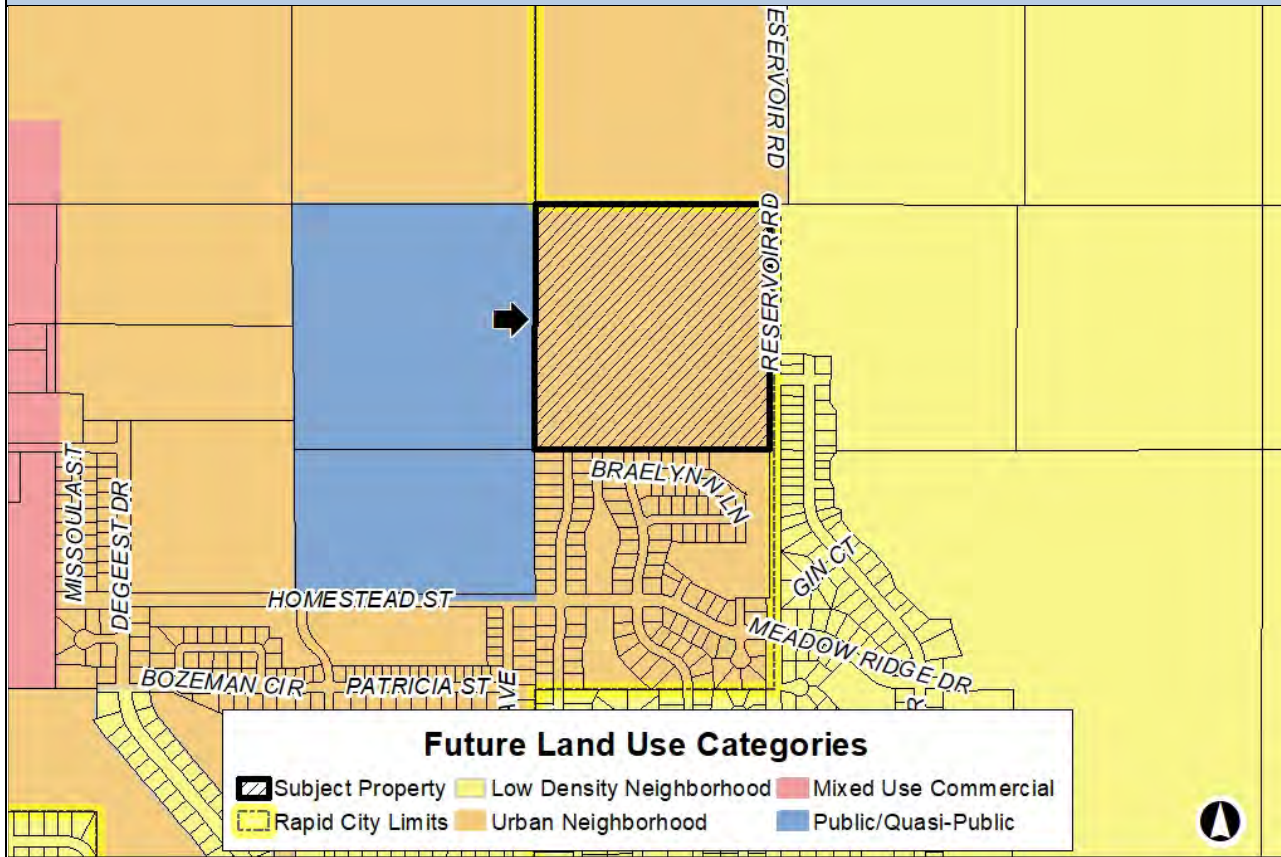 ESERVOIR RD
RESERVOIR RD
BRAELYN N LN
MISSOULA ST
DEGEEST DR
GIN CT
HOMESTEAD ST
MEADOW RIDGE DR
BOZEMAN CIR
PATRICIA ST
AVE
R
Future Land Use Categories
Subject Property Low Density Neighborhood Mixed Use Commercial
Rapid City Limits Urban Neighborhood Public/Quasi-Public